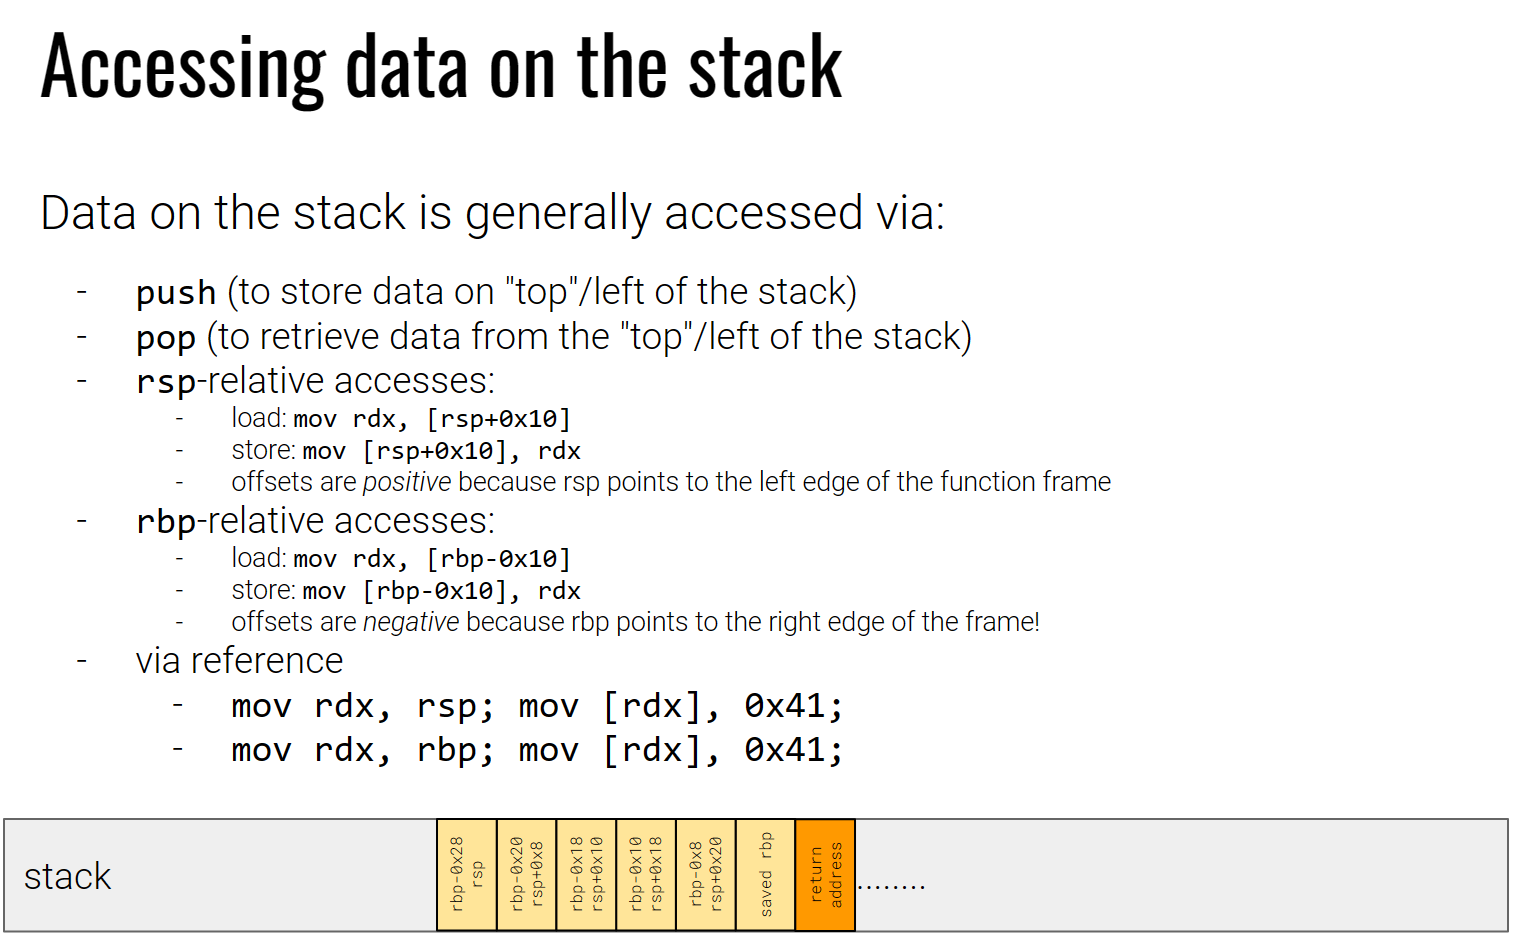 Accessing data on the stack
Data on the stack is generally accessed via:
- push (to store data on "top"/left of the stack)
- pop (to retrieve data from the "top"/left of the stack)
- rsp-relative accesses:
- load: mov rdx, [rsp+0x10]
- store: mov [rsp+0x10], rdx
- offsets are positive because rsp points to the left edge of the function frame
- rbp-relative accesses:
- load: mov rdx, [rbp-0x10]
- store: mov [rbp-0x10], rdx
- offsets are negative because rbp points to the right edge of the frame!
- via reference
- mov rdx, rsp; mov [rdx], 0x41;
- mov rdx, rbp; mov [rdx], 0x41;
stack
rbp-0x28
rsp
rbp-0x20
rsp+0x8
rbp-0x18
rsp+0x10
rbp-0x10
rsp+0x18
rbp-0x8
rsp+0x20
saved rbp
return
address
........